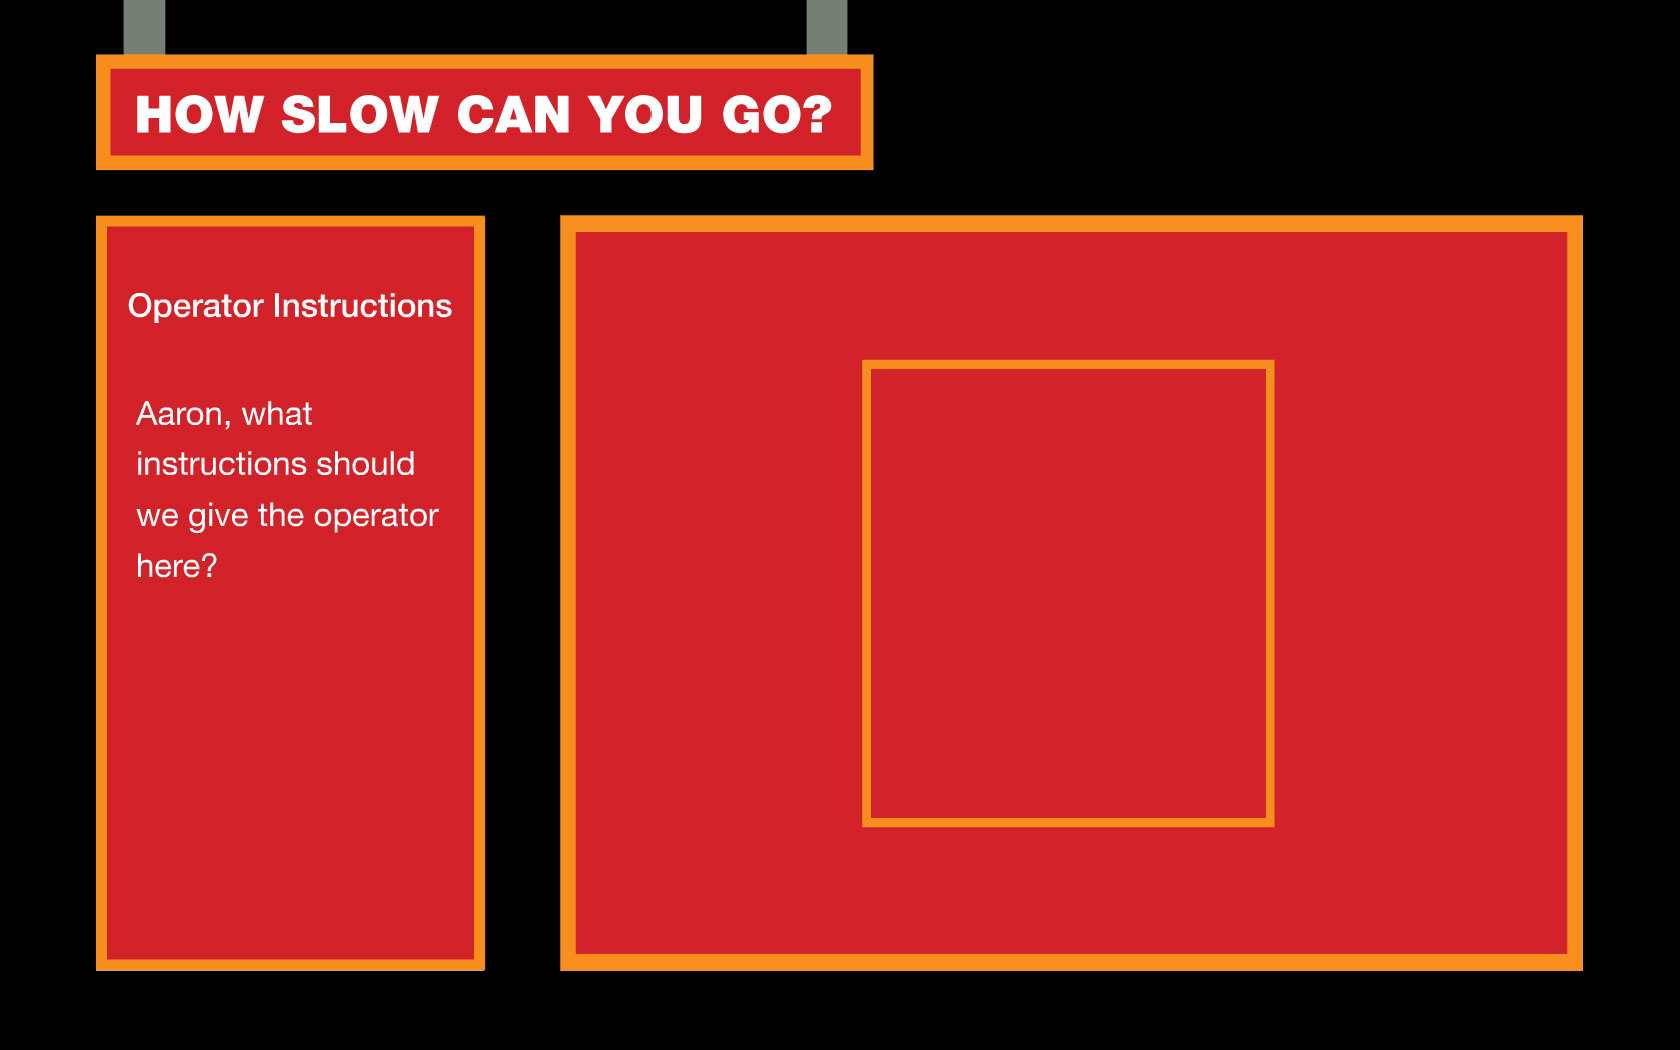 HOW SLOW CAN YOU GO?
Operator Instructions
Aaron, what
instructions should
we give the operator
here?